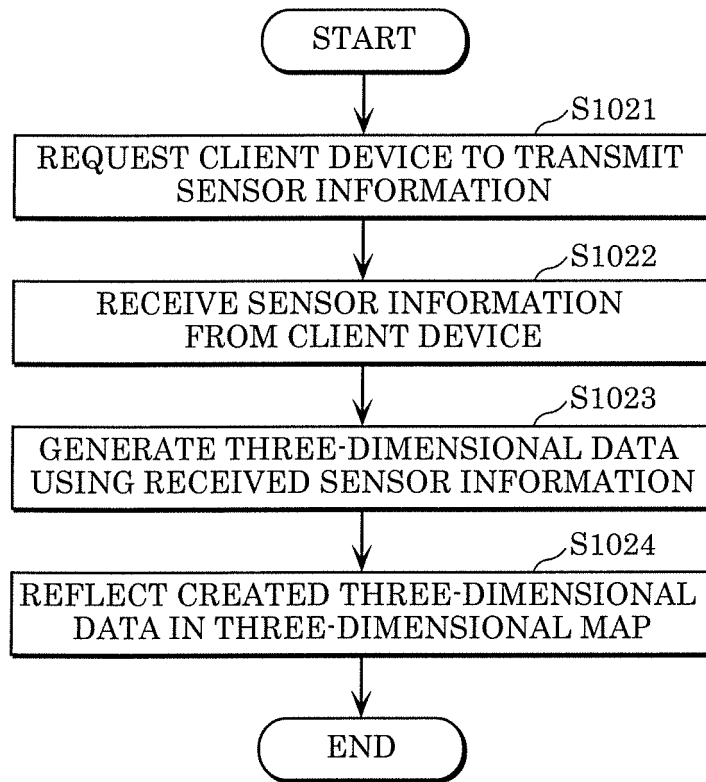 START
S1021
REQUEST CLIENT DEVICE TO TRANSMIT
SENSOR INFORMATION
S1022
RECEIVE SENSOR INFORMATION
FROM CLIENT DEVICE
S1023
GENERATE THREE-DIMENSIONAL DATA
USING RECEIVED SENSOR INFORMATION
S1024
REFLECT CREATED THREE-DIMENSIONAL
DATA IN THREE-DIMENSIONAL MAP
END